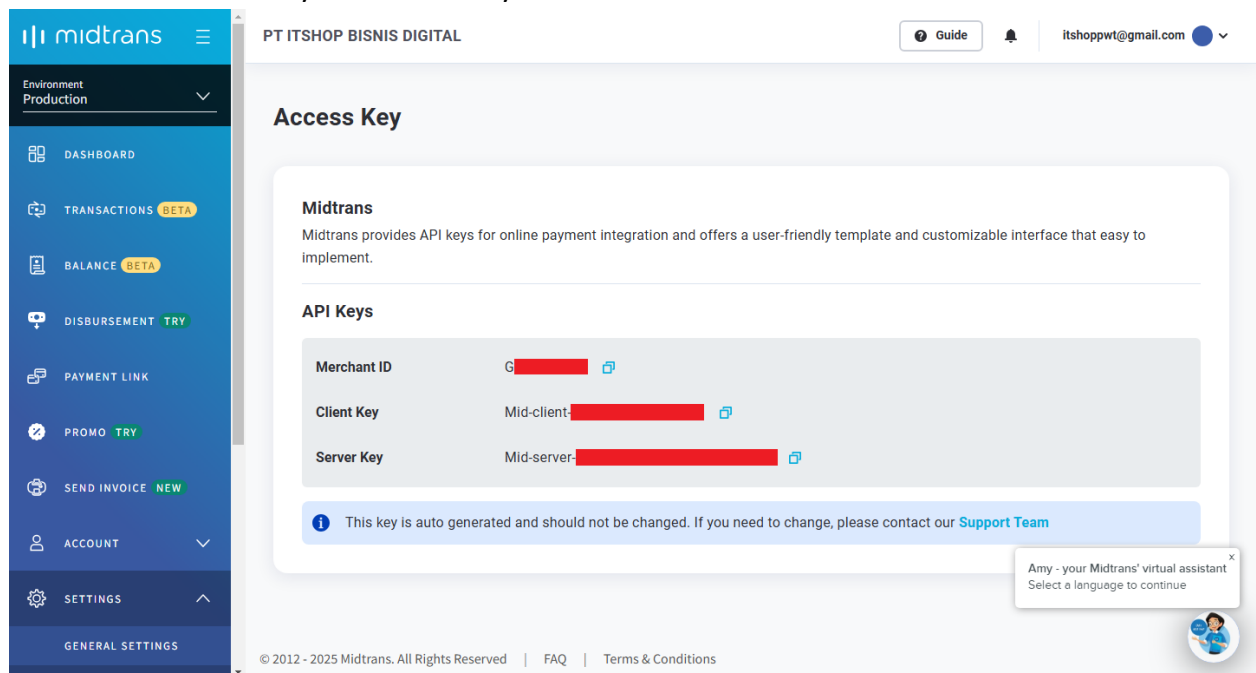 midtrans
PT ITSHOP BISNIS DIGITAL
Guide
itshoppwt@gmail.com
Environment
Production
DASHBOARD
TRANSACTIONS BETA
BALANCE BETA
DISBURSEMENT TRY
PAYMENT LINK
PROMO TRY
SEND INVOICE NEW
ACCOUNT
SETTINGS
GENERAL SETTINGS
Access Key
Midtrans
Midtrans provides API keys for online payment integration and offers a user-friendly template and customizable interface that easy to
implement.
API Keys
Merchant ID G
Client Key Mid-client-
Server Key Mid-server-
This key is auto generated and should not be changed. If you need to change, please contact our Support Team
Amy - your Midtrans' virtual assistant x
Select a language to continue
© 2012 - 2025 Midtrans. All Rights Reserved | FAQ | Terms & Conditions